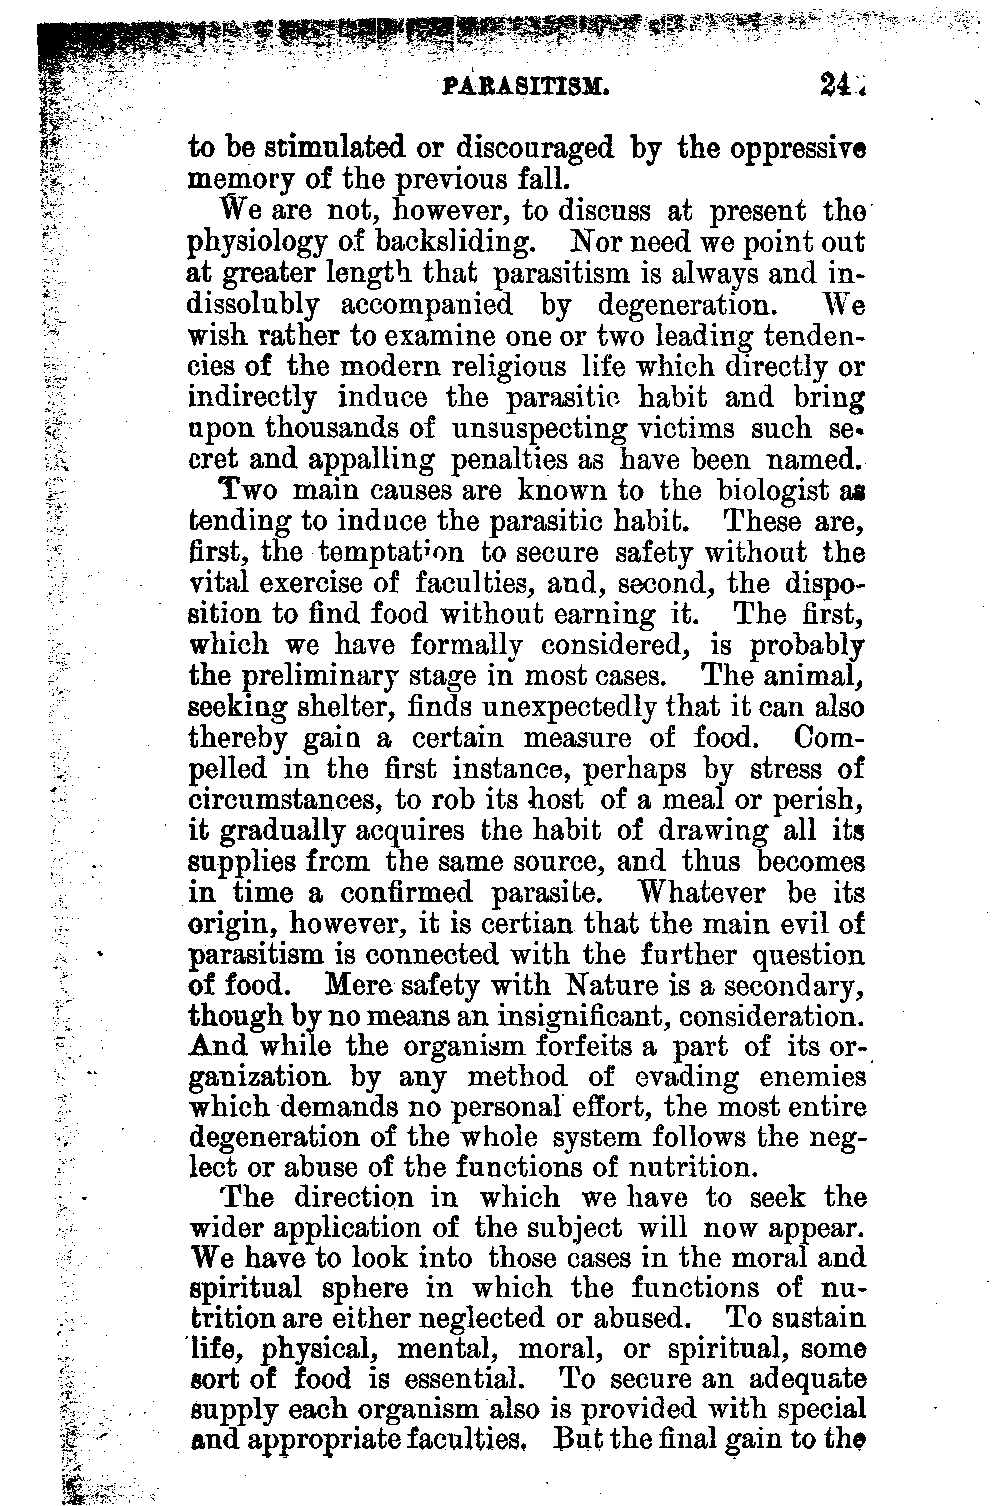 PARASITISM. 24
to be stimulated or discouraged by the oppressive
memory of the previous fall.
We are not, however, to discuss at present the
physiology of backsliding. Nor need we point out
at greater length that parasitism is always and in-
dissolubly accompanied by degeneration. We
wish rather to examine one or two leading tenden-
cies of the modern religious life which directly or
indirectly induce the parasitic habit and bring
upon thousands of unsuspecting victims such se-
cret and appalling penalties as have been named.
Two main causes are known to the biologist as
tending to induce the parasitic habit. These are,
first, the temptation to secure safety without the
vital exercise of faculties, and, second, the dispo-
sition to find food without earning it. The first,
which we have formally considered, is probably
the preliminary stage in most cases. The animal,
seeking shelter, finds unexpectedly that it can also
thereby gain a certain measure of food. Com-
pelled in the first instance, perhaps by stress of
circumstances, to rob its host of a meal or perish,
it gradually acquires the habit of drawing all its
supplies from the same source, and thus becomes
in time a confirmed parasite. Whatever be its
origin, however, it is certian that the main evil of
parasitism is connected with the further question
of food. Mere safety with Nature is a secondary,
though by no means an insignificant, consideration.
And while the organism forfeits a part of its or-
ganization by any method of evading enemies
which demands no personal effort, the most entire
degeneration of the whole system follows the neg-
lect or abuse of the functions of nutrition.
The direction in which we have to seek the
wider application of the subject will now appear.
We have to look into those cases in the moral and
spiritual sphere in which the functions of nu-
trition are either neglected or abused. To sustain
life, physical, mental, moral, or spiritual, some
sort of food is essential. To secure an adequate
supply each organism also is provided with special
and appropriate faculties. But the final gain to the